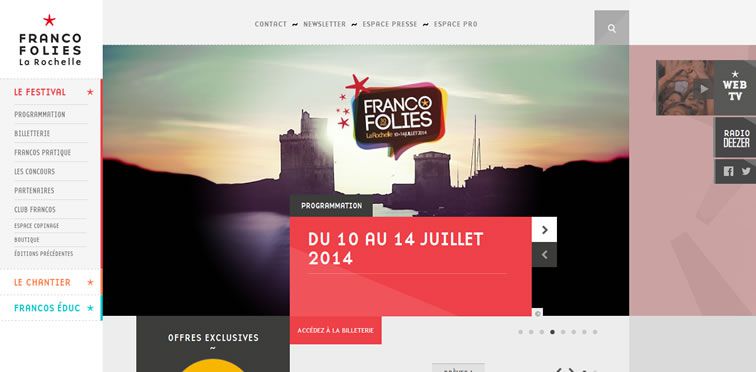 FRANCO
FOLIES
La Rochelle
LE FESTIVAL
PROGRAMMATION
BILLETTERIE
FRANCOS PRATIQUE
LES CONCOURS
PARTENAIRES
CLUB FRANCOS
ESPACE COPINAGE
BOUTIQUE
ÉDITIONS PRÉCÉDENTES
LE CHANTIER
FRANCOS ÉDUC
CONTACT ~ NEWSLETTER ~ ESPACE PRESSE ~ ESPACE PRO
FRANCO
FOLIES
La Rochelle 10-14 JUILLET 2014
PROGRAMMATION
DU 10 AU 14 JUILLET
2014
ACCÉDEZ À LA BILLETERIE
OFFRES EXCLUSIVES
~
WEB
TV
RADIO
DEEZER